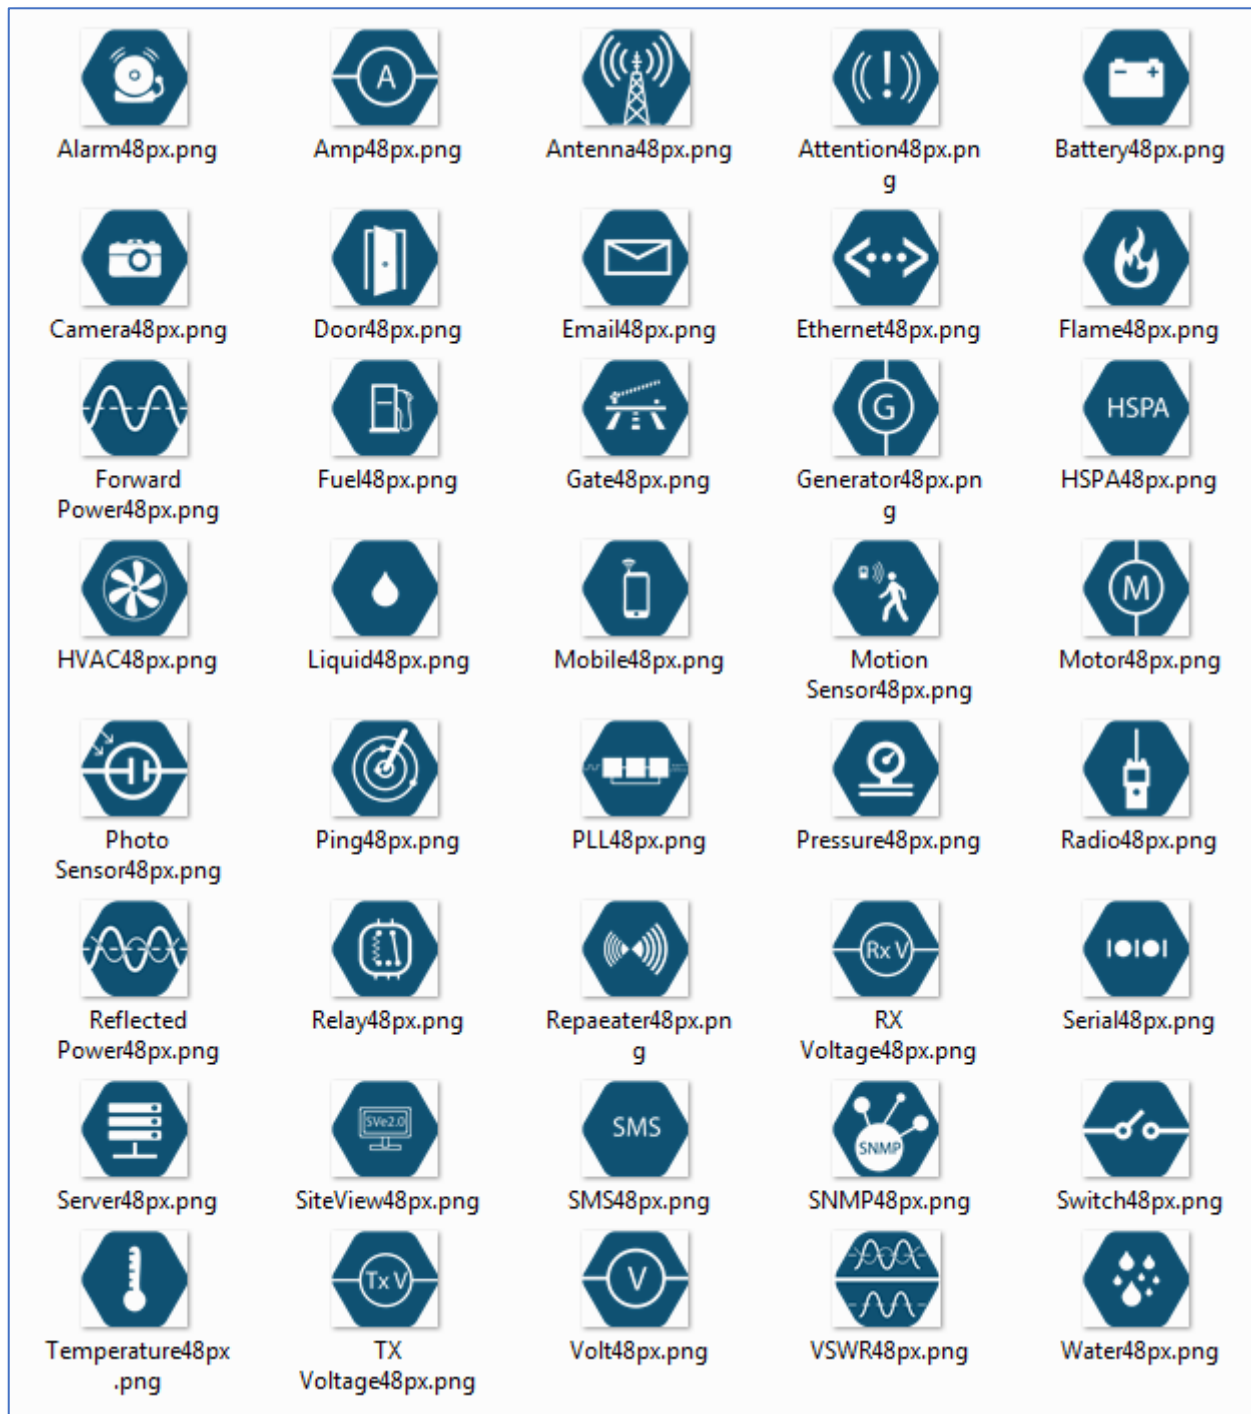 A
Alarm48px.png
Amp48px.png
Antenna48px.png
Attention48px.pn
g
Battery48px.png
Camera48px.png
Door48px.png
Email48px.png
Ethernet48px.png
Flame48px.png
G
HSPA
Forward
Power48px.png
Fuel48px.png
Gate48px.png
Generator48px.pn
g
HSPA48px.png
M
HVAC48px.png
Liquid48px.png
Mobile48px.png
Motion
Sensor48px.png
Motor48px.png
Photo
Sensor48px.png
Ping48px.png
PLL48px.png
Pressure48px.png
Radio48px.png
Rx V
Reflected
Power48px.png
Relay48px.png
Repaeater48px.pn
g
RX
Voltage48px.png
Serial48px.png
SVe2.0
SMS
SNMP
Server48px.png
SiteView48px.png
SMS48px.png
SNMP48px.png
Switch48px.png
Tx V
V
Temperature48px
.png
TX
Voltage48px.png
Volt48px.png
VSWR48px.png
Water48px.png